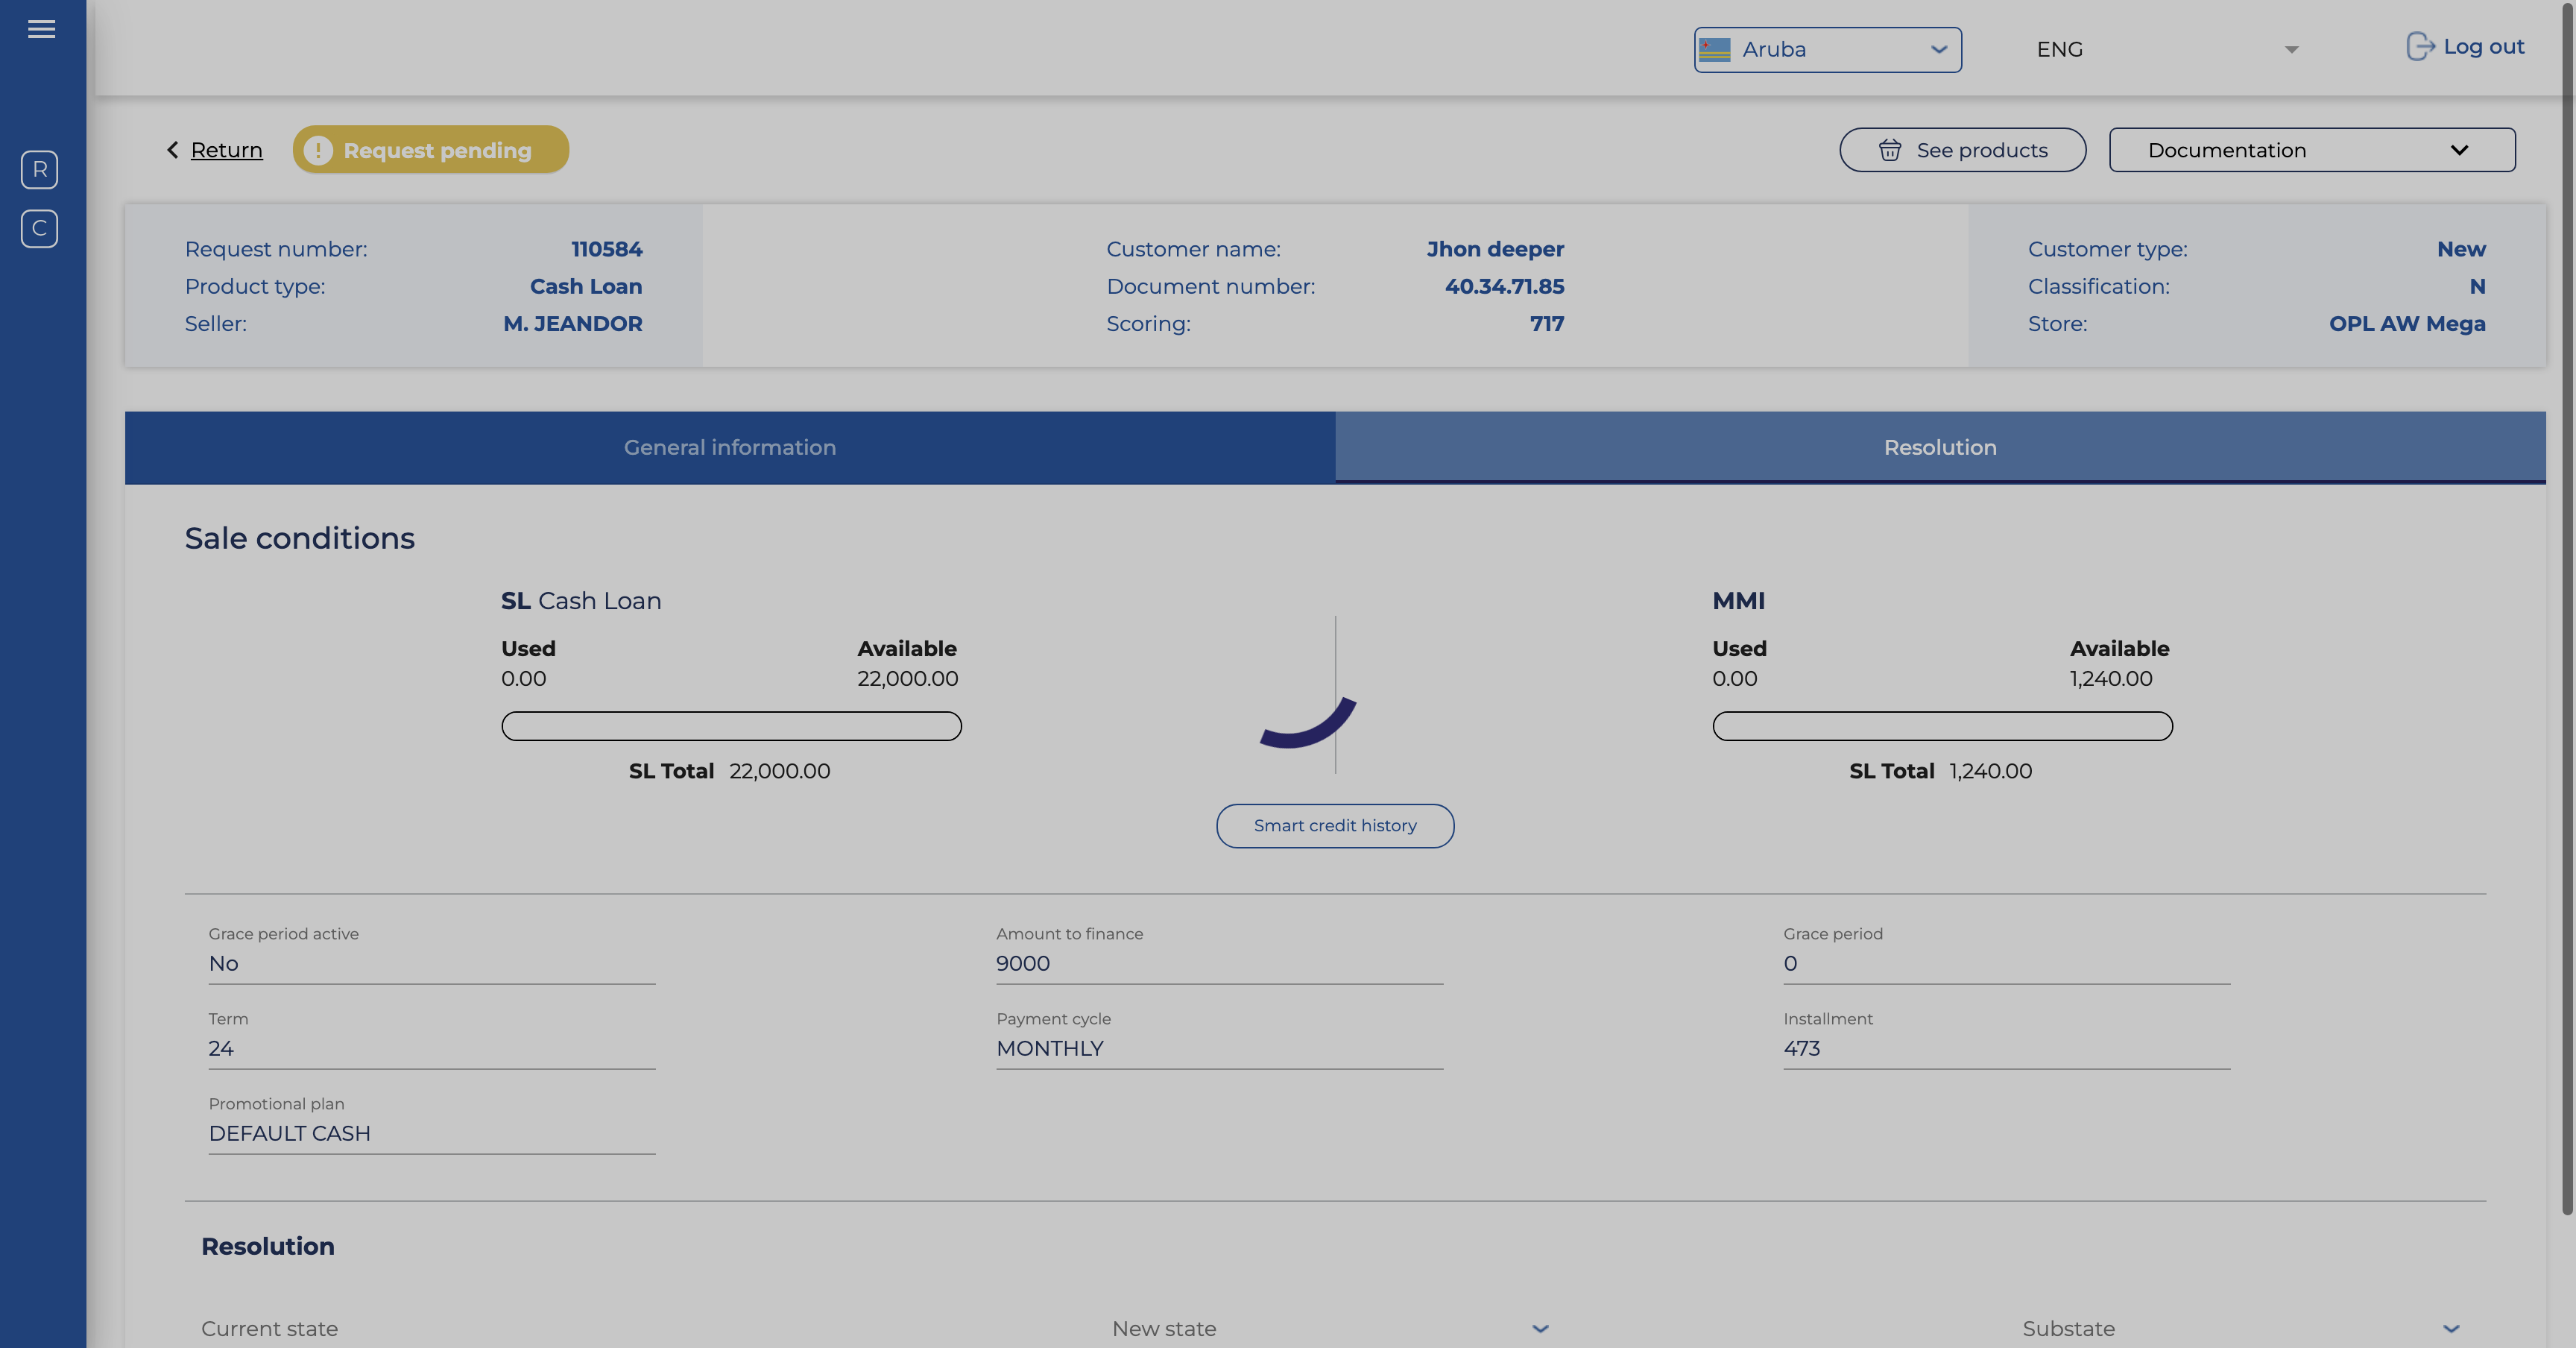 Aruba
ENG
Log out
R
C
Return
Request pending
See products
Documentation
Request number: 110584
Product type: Cash Loan
Seller: M. JEANDOR
Customer name: Jhon deeper
Document number: 40.34.71.85
Scoring: 717
Customer type: New
Classification: N
Store: OPL AW Mega
General information
Resolution
Sale conditions
SL Cash Loan
Used Available
0.00 22,000.00
SL Total 22,000.00
MMI
Used Available
0.00 1,240.00
SL Total 1,240.00
Smart credit history
Grace period active
No
Amount to finance
9000
Grace period
0
Term
24
Payment cycle
MONTHLY
Installment
473
Promotional plan
DEFAULT CASH
Resolution
Current state
New state
Substate